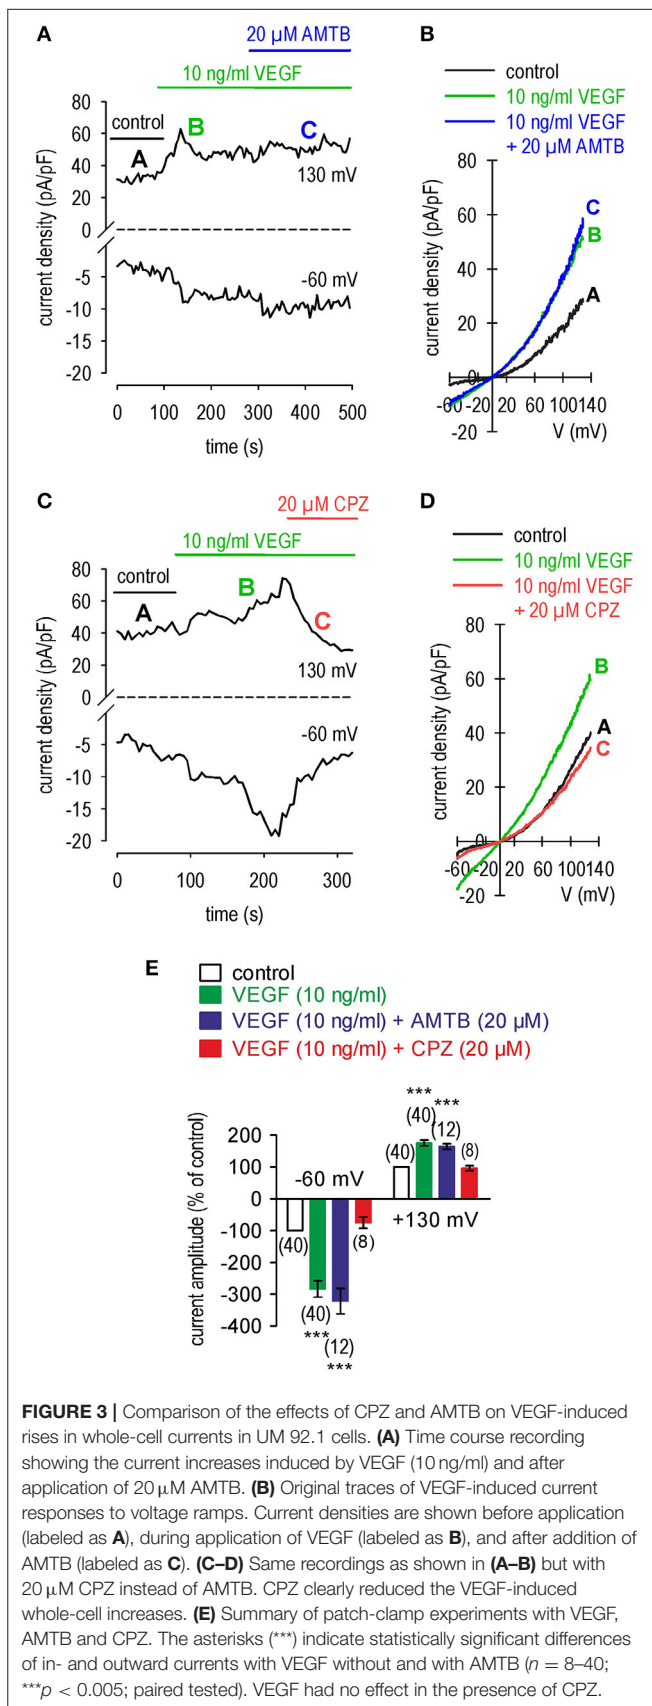 A
20 µM AMTB
10 ng/ml VEGF
control
A
B
C
130 mV
-60 mV
current density (pA/pF)
80
60
40
20
0
-5
-10
-15
-20
0 100 200 300 400 500
time (s)
B
control
10 ng/ml VEGF
10 ng/ml VEGF
+ 20 µM AMTB
current density (pA/pF)
80
60
40
20
0
-20
C
B
A
-60 -20 20 60 100 140
V (mV)
C
20 µM CPZ
10 ng/ml VEGF
control
A
B
C
130 mV
-60 mV
current density (pA/pF)
80
60
40
20
0
-5
-10
-15
-20
0 100 200 300
time (s)
D
control
10 ng/ml VEGF
10 ng/ml VEGF
+ 20 µM CPZ
current density (pA/pF)
80
60
40
20
0
-20
B
A
C
-60 -20 20 60 100 140
V (mV)
E
control
VEGF (10 ng/ml)
VEGF (10 ng/ml) + AMTB (20 µM)
VEGF (10 ng/ml) + CPZ (20 µM)
current amplitude (% of control)
200
100
0
-100
-200
-300
-400
-60 mV
(40)
(40)
***
(12)
***
(8)
+130 mV
(40)
***
(40)
***
(12)
(8)
FIGURE 3 | Comparison of the effects of CPZ and AMTB on VEGF-induced
rises in whole-cell currents in UM 92.1 cells. (A) Time course recording
showing the current increases induced by VEGF (10 ng/ml) and after
application of 20 µM AMTB. (B) Original traces of VEGF-induced current
responses to voltage ramps. Current densities are shown before application
(labeled as A), during application of VEGF (labeled as B), and after addition of
AMTB (labeled as C). (C–D) Same recordings as shown in (A–B) but with
20 µM CPZ instead of AMTB. CPZ clearly reduced the VEGF-induced
whole-cell increases. (E) Summary of patch-clamp experiments with VEGF,
AMTB and CPZ. The asterisks (***) indicate statistically significant differences
of in- and outward currents with VEGF without and with AMTB (n = 8–40;
***p < 0.005; paired tested). VEGF had no effect in the presence of CPZ.